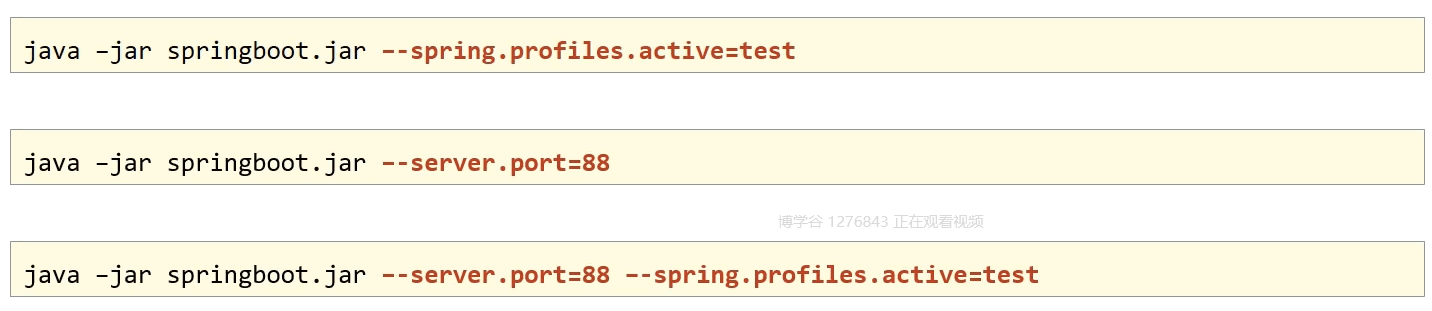 java –jar springboot.jar –-spring.profiles.active=test
java –jar springboot.jar –-server.port=88
博学谷 1276843 正在观看视频
java –jar springboot.jar –-server.port=88 –-spring.profiles.active=test